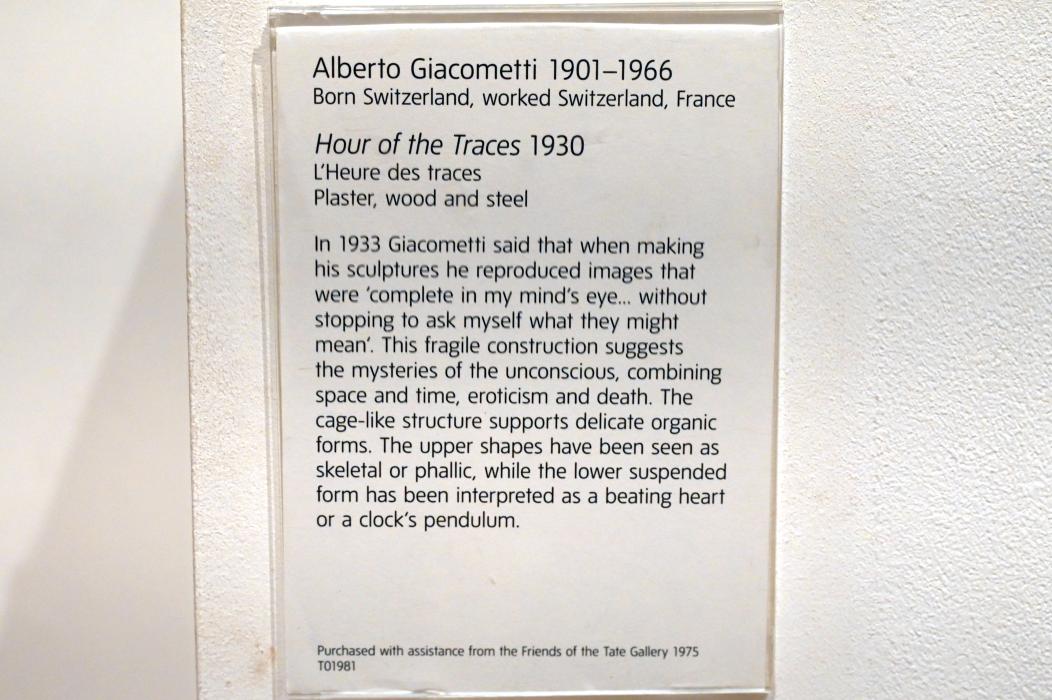 Alberto Giacometti 1901–1966
Born Switzerland, worked Switzerland, France
Hour of the Traces 1930
L'Heure des traces
Plaster, wood and steel
In 1933 Giacometti said that when making
his sculptures he reproduced images that
were 'complete in my mind's eye... without
stopping to ask myself what they might
mean'. This fragile construction suggests
the mysteries of the unconscious, combining
space and time, eroticism and death. The
cage-like structure supports delicate organic
forms. The upper shapes have been seen as
skeletal or phallic, while the lower suspended
form has been interpreted as a beating heart
or a clock's pendulum.
Purchased with assistance from the Friends of the Tate Gallery 1975
T01981